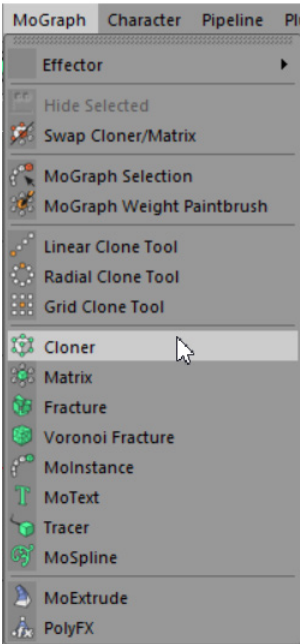 MoGraph Character Pipeline
Effector
Hide Selected
Swap Cloner/Matrix
MoGraph Selection
MoGraph Weight Paintbrush
Linear Clone Tool
Radial Clone Tool
Grid Clone Tool
Cloner
Matrix
Fracture
Voronoi Fracture
MoInstance
MoText
Tracer
MoSpline
MoExtrude
PolyFX